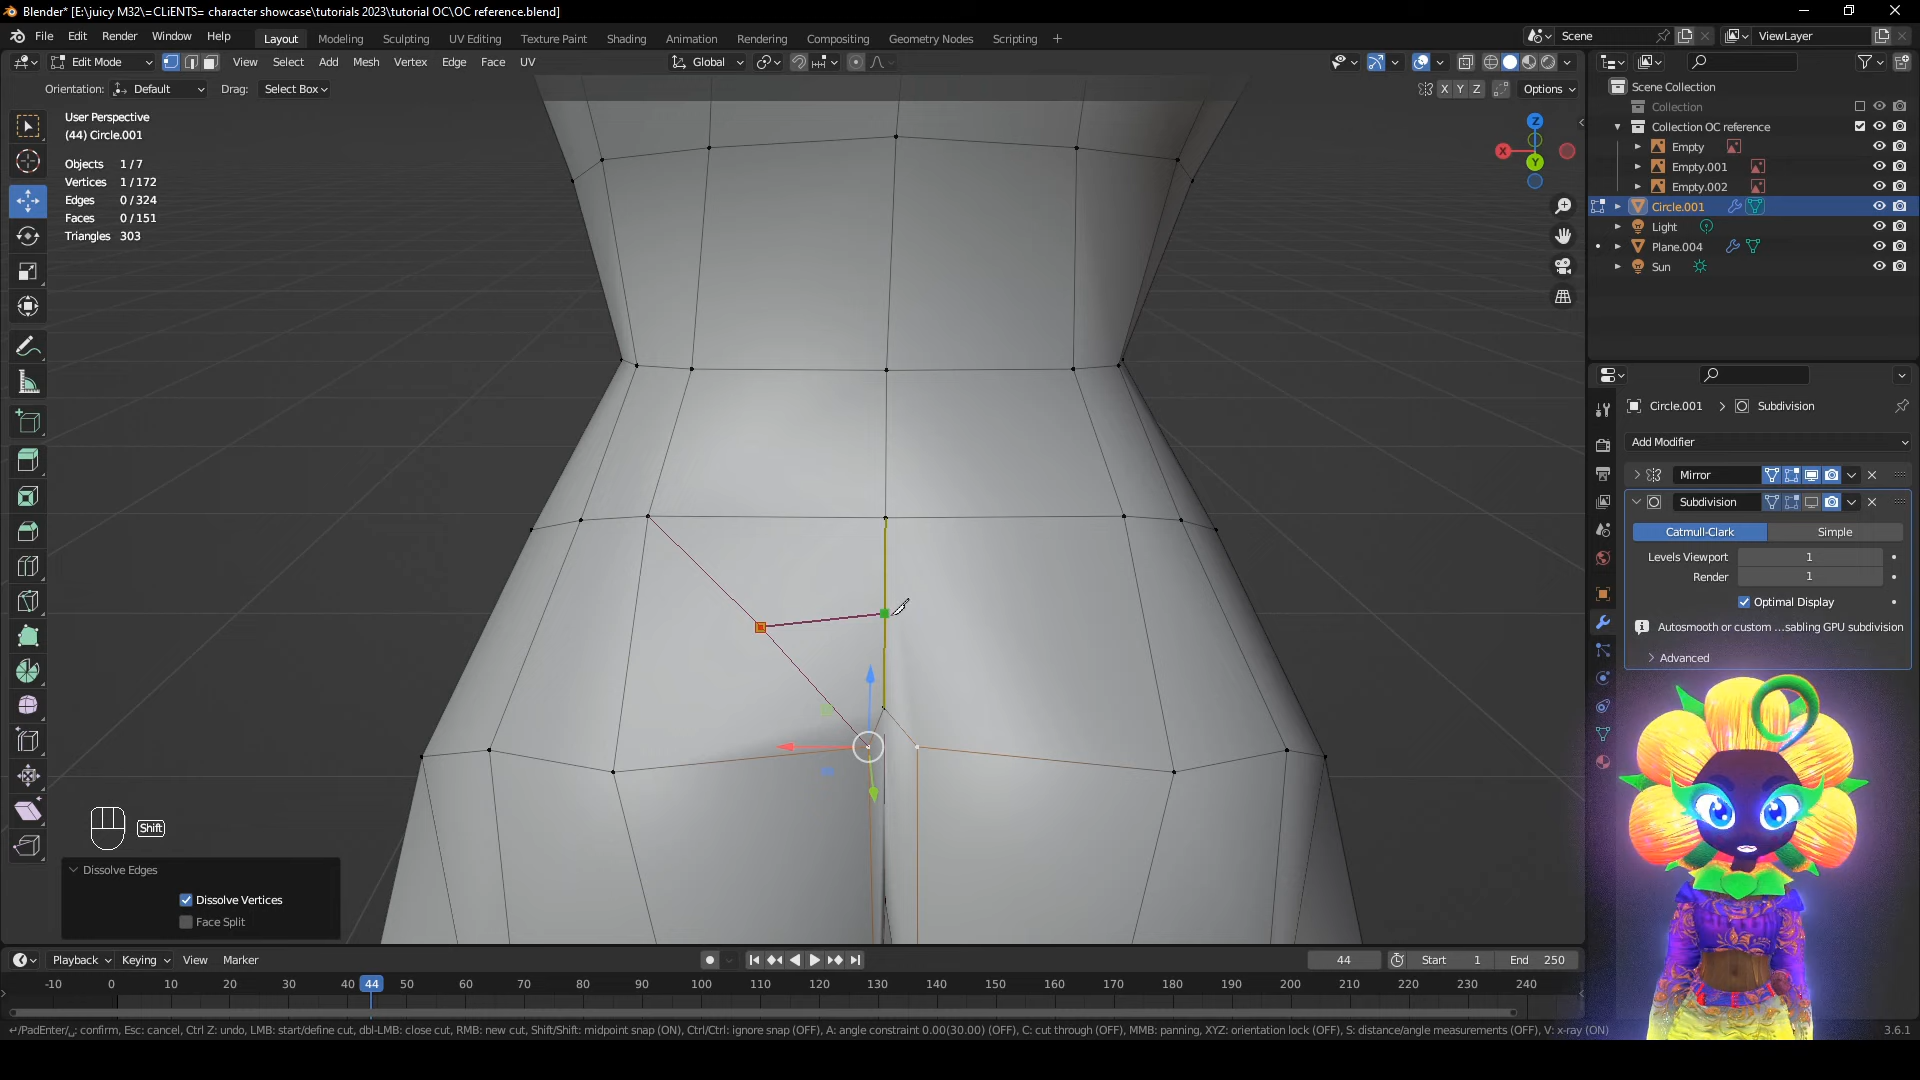 Blender* [E:\juicy M32\=CLiENTS= character showcase\tutorials 2023\tutorial OC\OC reference.blend]
File Edit Render Window Help Layout Modeling Sculpting UV Editing Texture Paint Shading Animation Rendering Compositing Geometry Nodes Scripting + Scene ViewLayer
Edit Mode View Select Add Mesh Vertex Edge Face UV Global
Orientation: Default Drag: Select Box X Y Z Options
User Perspective
(44) Circle.001
Objects 1/7
Vertices 1/172
Edges 0/324
Faces 0/151
Triangles 303
Z
X
Y
Scene Collection
Collection
Collection OC reference
Empty
Empty.001
Empty.002
Circle.001
Light
Plane.004
Sun
Circle.001 > Subdivision
Add Modifier
Mirror
Subdivision
Catmull-Clark Simple
Levels Viewport 1
Render 1
Optimal Display
Autosmooth or custom ...sabling GPU subdivision
Advanced
Shift
Dissolve Edges
Dissolve Vertices
Face Split
Playback Keying View Marker 44 Start 1 End 250
-10 0 10 20 30 40 44 50 60 70 80 90 100 110 120 130 140 150 160 170 180 190 200 210 220 230 240
↵/PadEnter/␣: confirm, Esc: cancel, Ctrl Z: undo, LMB: start/define cut, dbl-LMB: close cut, RMB: new cut, Shift/Shift: midpoint snap (ON), Ctrl/Ctrl: ignore snap (OFF), A: angle constraint 0.00(30.00) (OFF), C: cut through (OFF), MMB: panning, XYZ: orientation lock (OFF), S: distance/angle measurements (OFF), V: x-ray (ON) 3.6.1